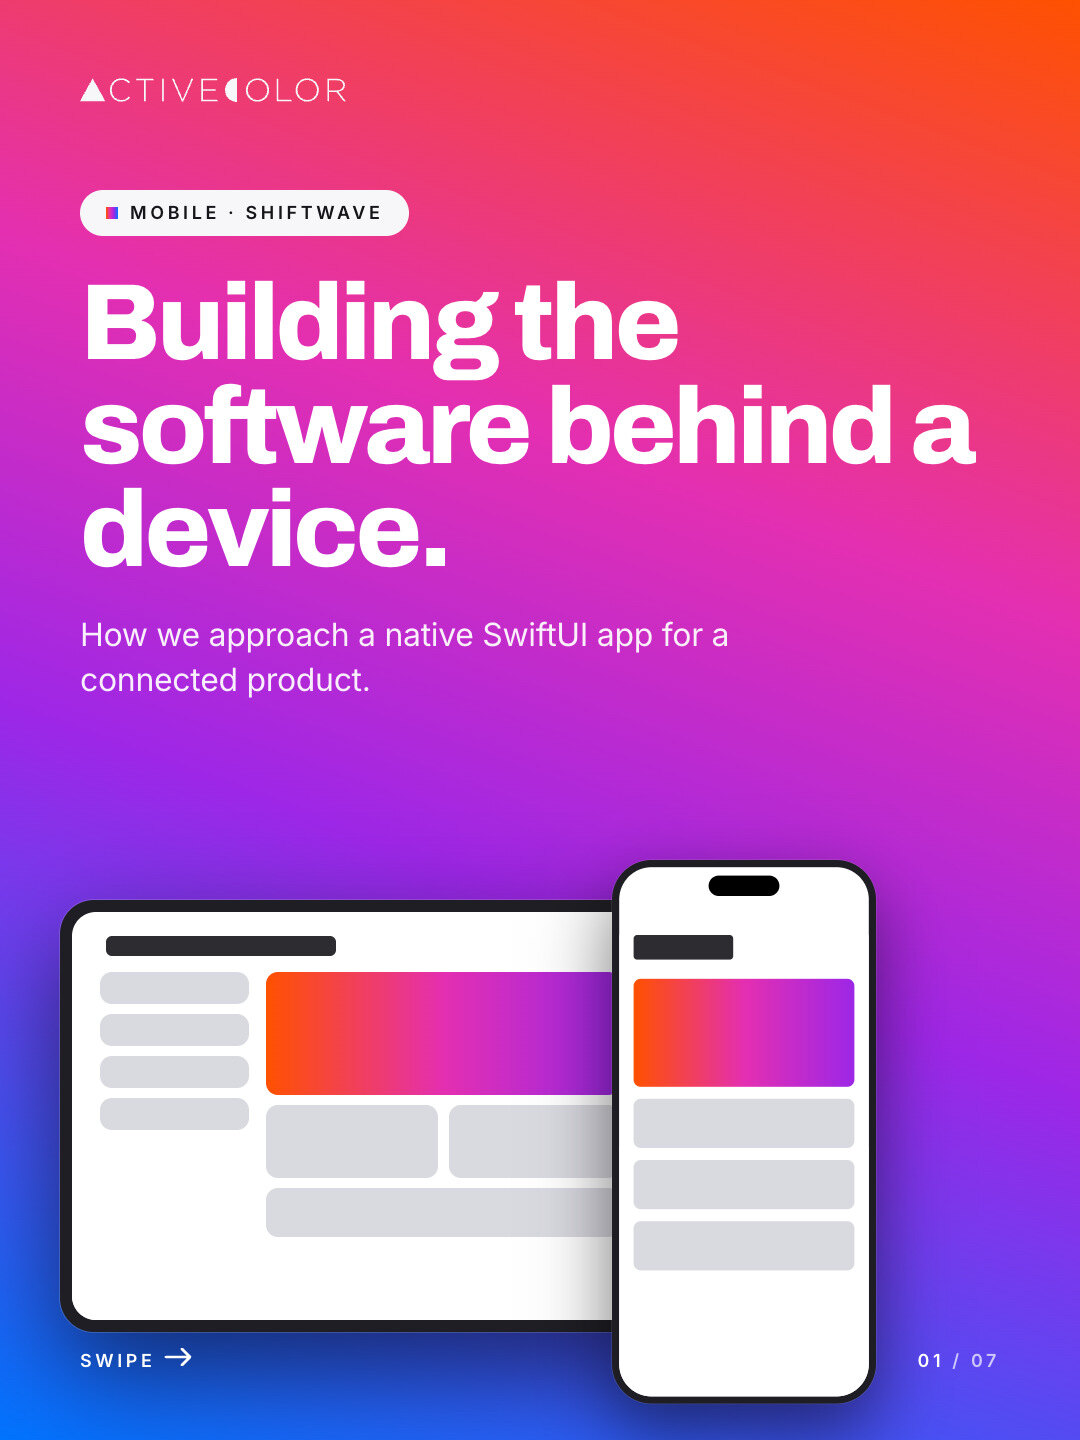 ACTIVECOLOR
MOBILE · SHIFTWAVE
Building the
software behind a
device.
How we approach a native SwiftUI app for a
connected product.
SWIPE →
01 / 07